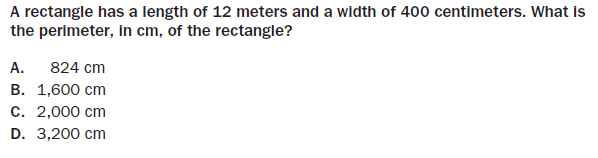 A rectangle has a length of 12 meters and a width of 400 centimeters. What is
the perimeter, in cm, of the rectangle?
A. 824 cm
B. 1,600 cm
C. 2,000 cm
D. 3,200 cm